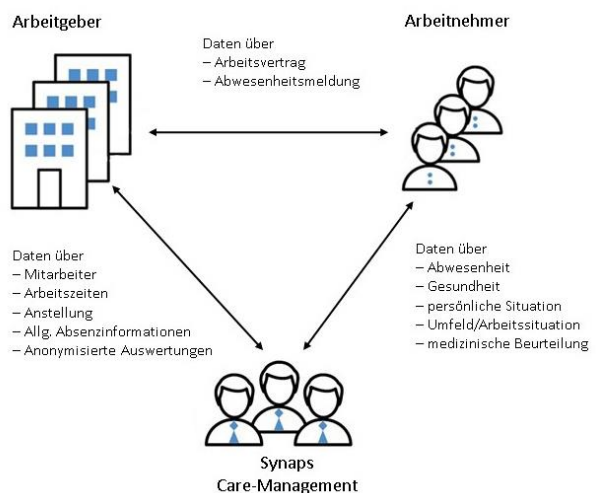 Arbeitgeber
Arbeitnehmer
Daten über
– Arbeitsvertrag
– Abwesenheitsmeldung
Daten über
– Mitarbeiter
– Arbeitszeiten
– Anstellung
– Allg. Absenzinformationen
– Anonymisierte Auswertungen
Daten über
– Abwesenheit
– Gesundheit
– persönliche Situation
– Umfeld/Arbeitssituation
– medizinische Beurteilung
Synaps
Care-Management